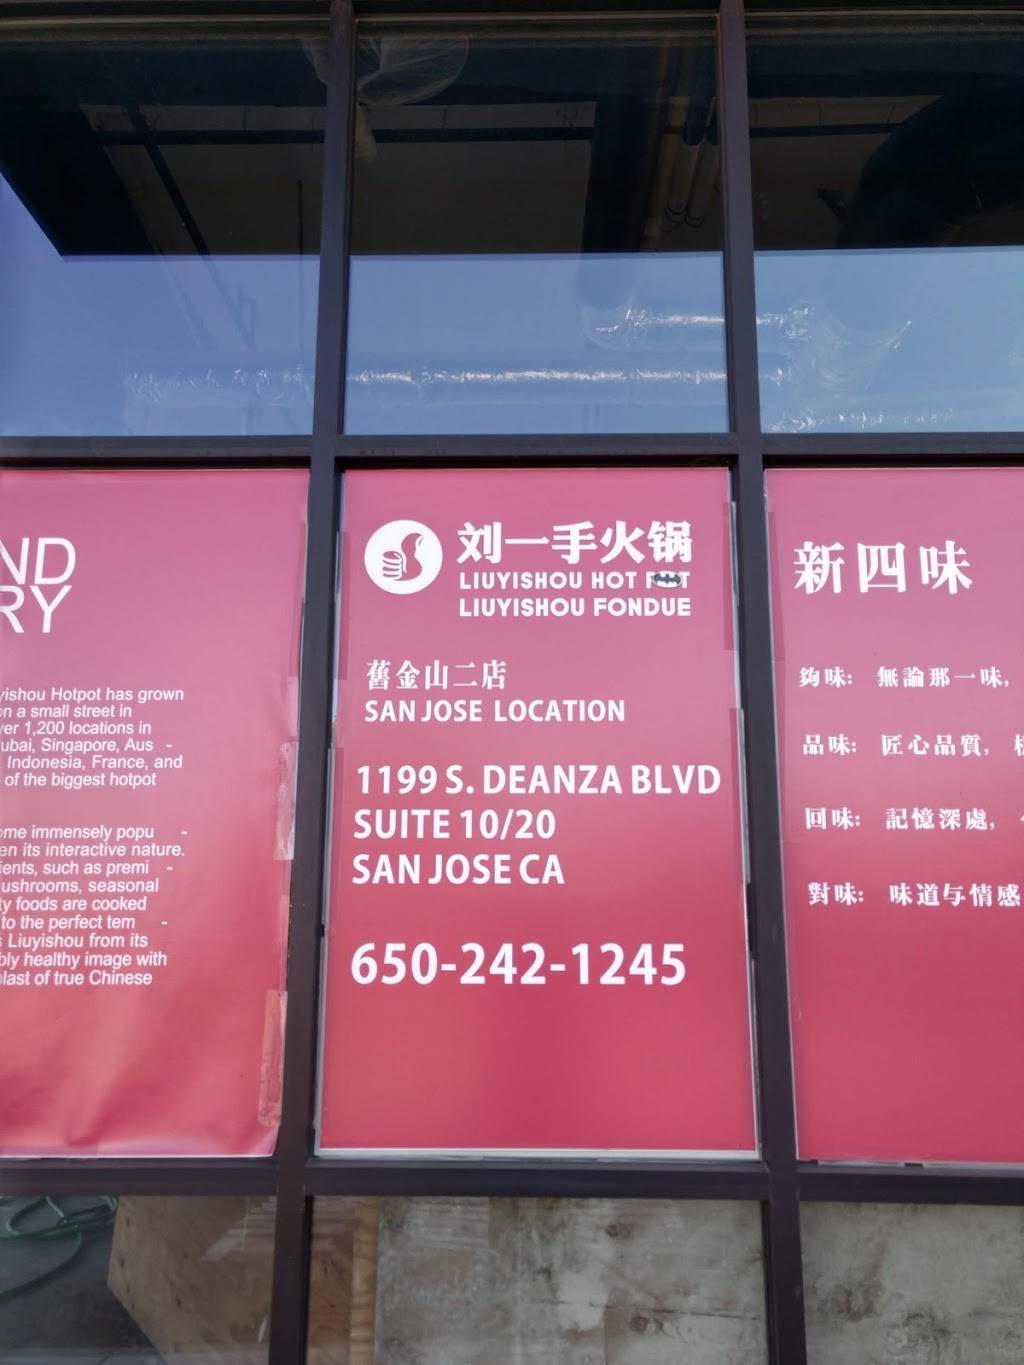 ND
RY
yishou Hotpot has grown
on a small street in
ver 1,200 locations in
ubai, Singapore, Aus -
, Indonesia, France, and
of the biggest hotpot
ome immensely popu -
en its interactive nature.
ients, such as premi -
ushrooms, seasonal
ty foods are cooked
to the perfect tem -
s Liuyishou from its
bly healthy image with
last of true Chinese
刘一手火锅
LIUYISHOU HOT
LIUYISHOU FONDUE
舊金山二店
SAN JOSE LOCATION
1199 S. DEANZA BLVD
SUITE 10/20
SAN JOSE CA
650-242-1245
新四味
夠味: 無論那一味,
品味: 匠心品質,
回味: 記憶深處,
對味: 味道与情感